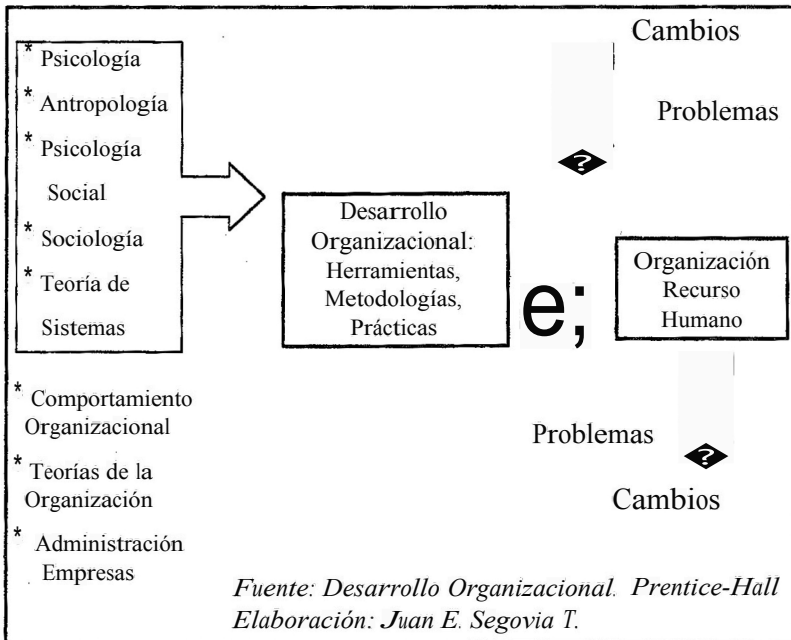 * Psicología
* Antropología
* Psicología
Social
* Sociología
* Teoría de
Sistemas
* Comportamiento
Organizacional
* Teorías de la
Organización
* Administración
Empresas
Desarrollo
Organizacional:
Herramientas,
Metodologías,
Prácticas
e;
Cambios
Problemas
Organización
Recurso
Humano
Problemas
Cambios
Fuente: Desarrollo Organizacional. Prentice-Hall
Elaboración: Juan E. Segovia T.